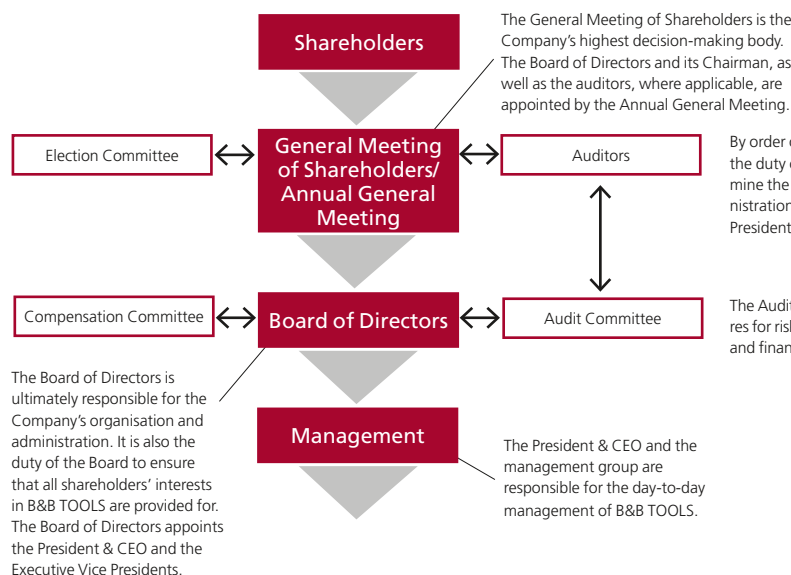 Shareholders
The General Meeting of Shareholders is the
Company's highest decision-making body.
The Board of Directors and its Chairman, as
well as the auditors, where applicable, are
appointed by the Annual General Meeting.
Election Committee
General Meeting
of Shareholders/
Annual General
Meeting
Auditors
By order
the duty
mine the
nistration
President
Compensation Committee
Board of Directors
Audit Committee
The Audit
res for risk
and finan
The Board of Directors is
ultimately responsible for the
Company's organisation and
administration. It is also the
duty of the Board to ensure
that all shareholders' interests
in B&B TOOLS are provided for.
The Board of Directors appoints
the President & CEO and the
Executive Vice Presidents.
Management
The President & CEO and the
management group are
responsible for the day-to-day
management of B&B TOOLS.